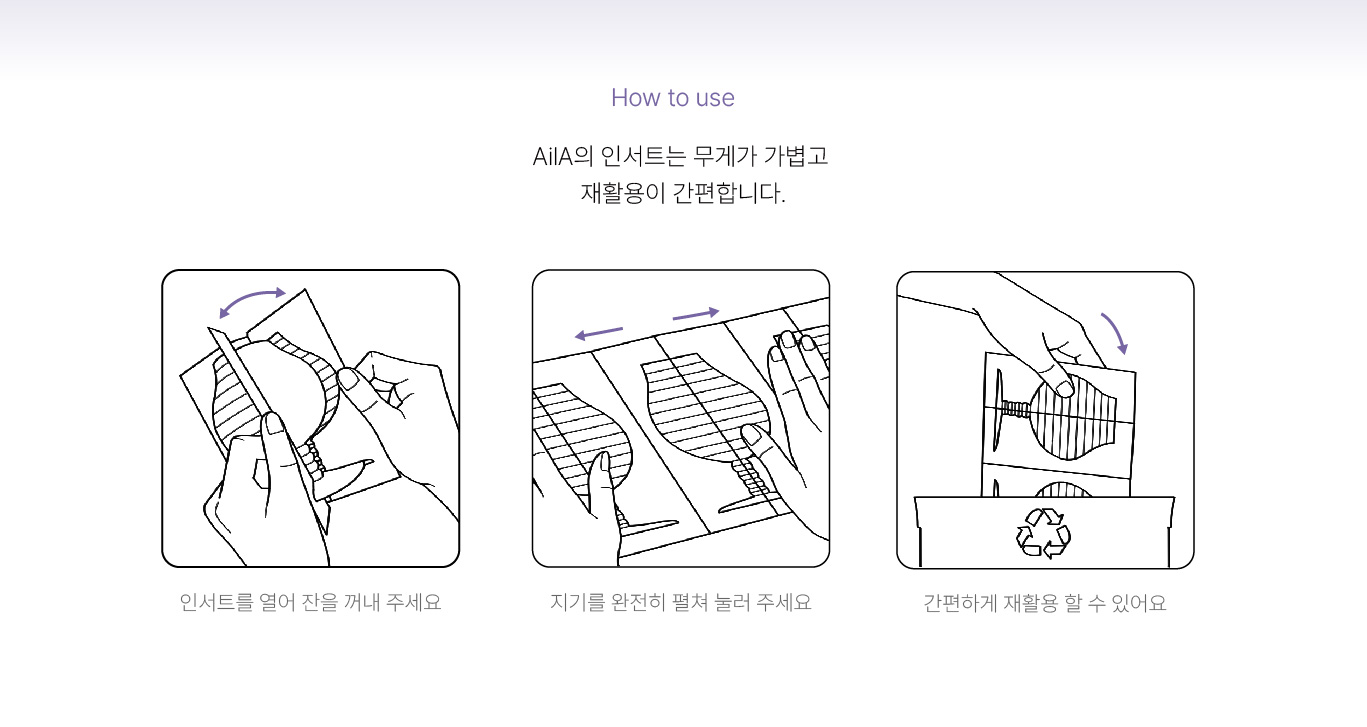 How to use
AilA의 인서트는 무게가 가볍고
재활용이 간편합니다.
인서트를 열어 잔을 꺼내 주세요
지기를 완전히 펼쳐 눌러 주세요
간편하게 재활용 할 수 있어요